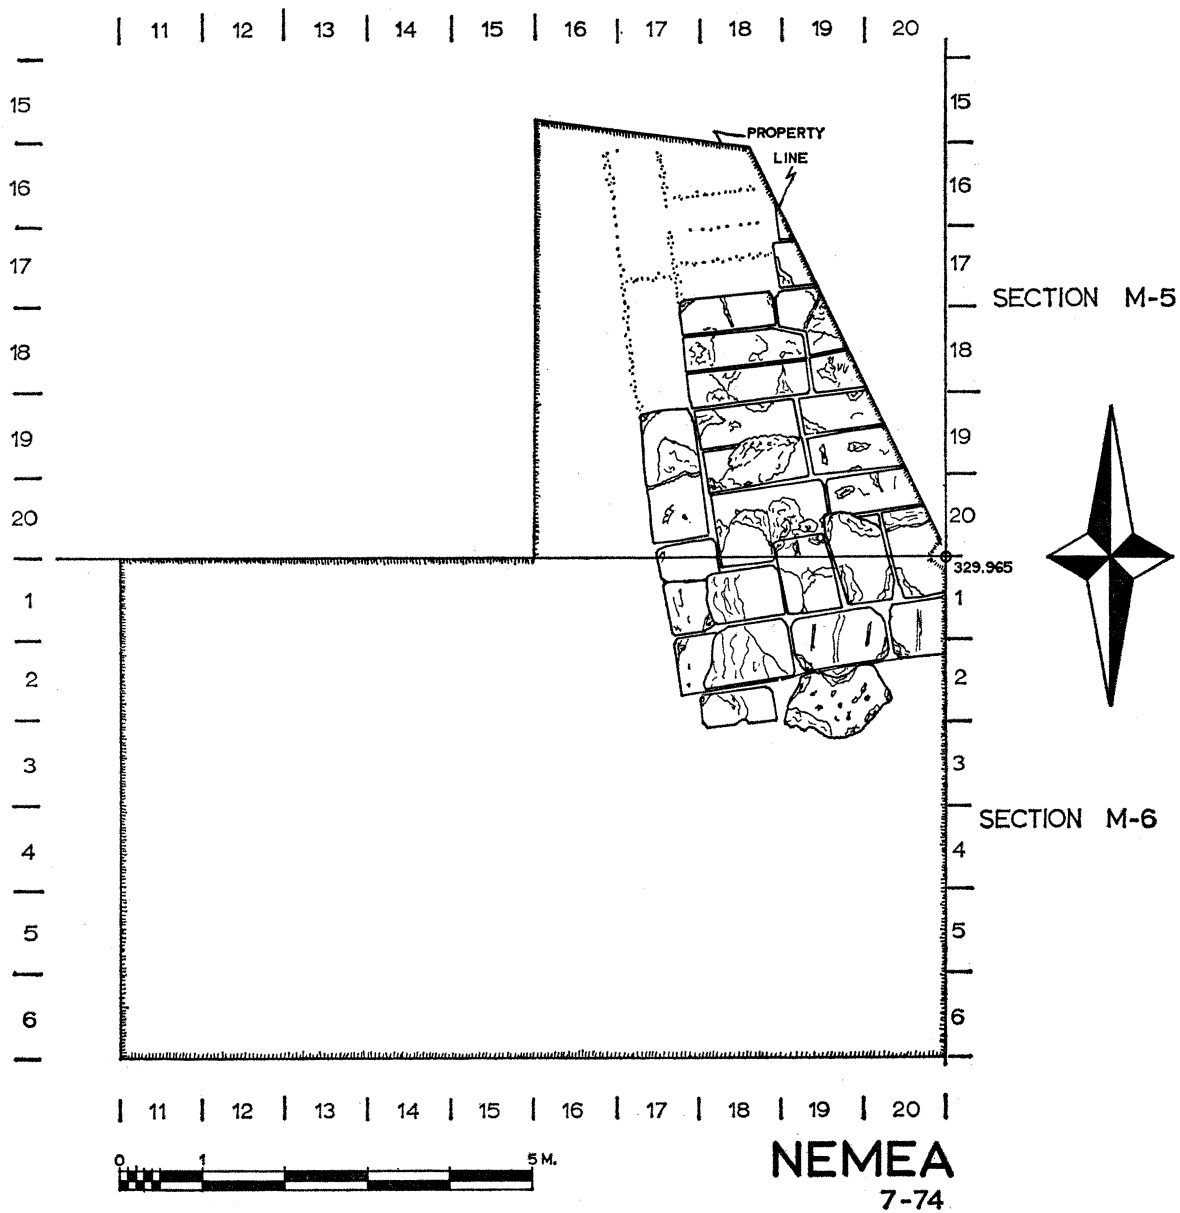 11 12 13 14 15 16 17 18 19 20
15 15
PROPERTY
LINE
16 16
17 17
SECTION M-5
18 18
19 19
20 20
329.965
1 1
2 2
3 3
SECTION M-6
4 4
5 5
6 6
11 12 13 14 15 16 17 18 19 20
0 1 5 M.
NEMEA
7-74